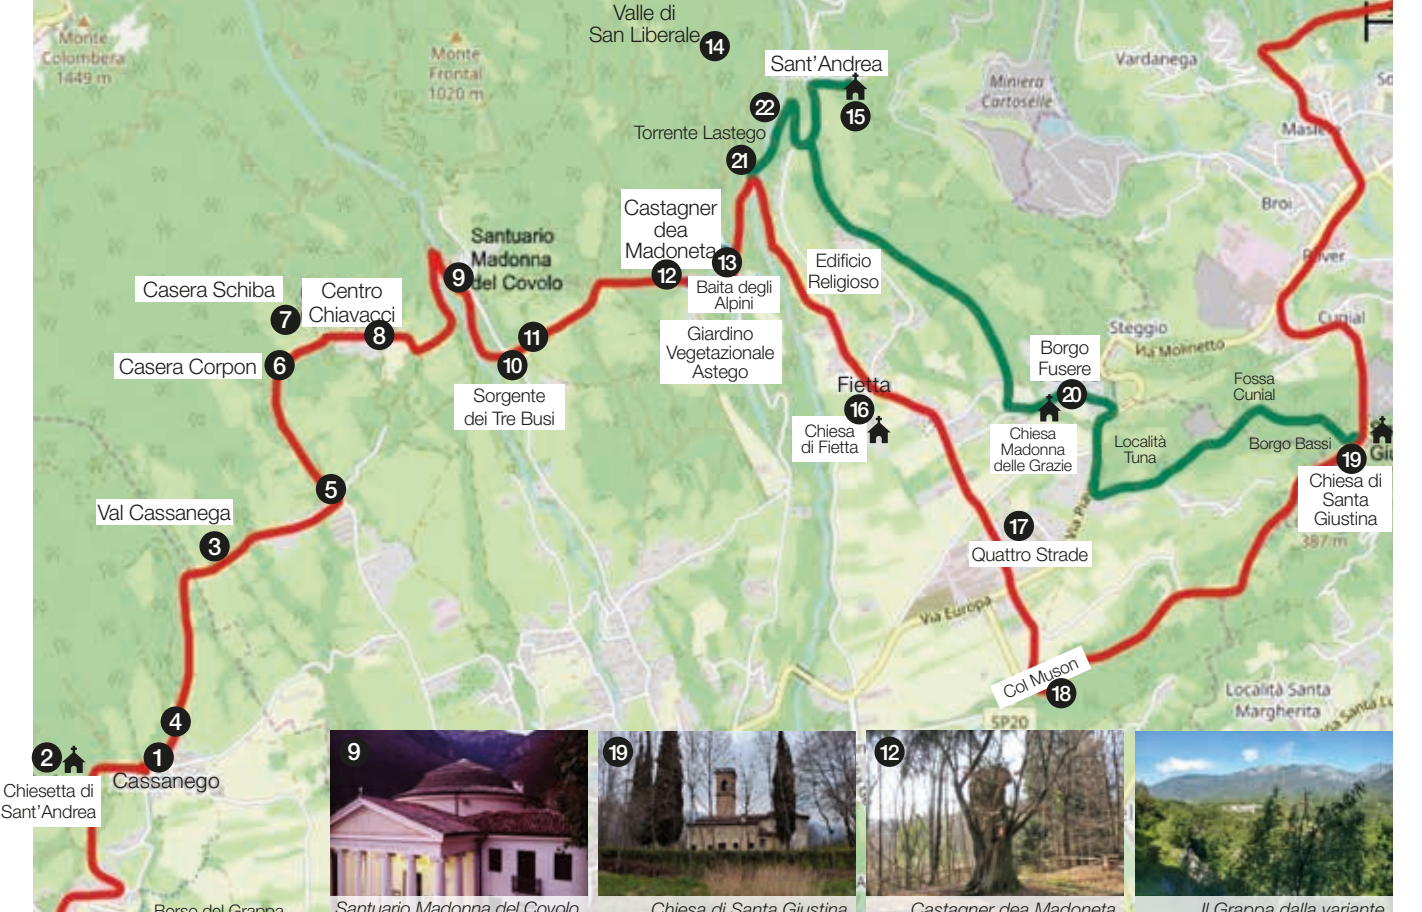 Valle di
San Liberale
14
Monte
Colombera
1449 m
Monte
Frontal
1020 m
Sant'Andrea
15
22
Torrente Lastego
21
Vardanega
Miniera
Cartoselle
Broi
Castagner
dea
Madoneta
12
13
Baita degli
Alpini
Giardino
Vegetazionale
Astego
Edificio
Religioso
Santuario
Madonna
del Covolo
9
Casera Schiba
7
Centro
Chiavacci
8
Casera Corpon
6
11
10
Sorgente
dei Tre Busi
Fietta
16
Chiesa
di Fietta
Steggio
Via Molinetto
Cunial
Borgo
Fusere
20
Chiesa
Madonna
delle Grazie
Fossa
Cunial
Località
Tuna
Borgo Bassi
19
Chiesa di
Santa
Giustina
387 m
5
Val Cassanega
3
17
Quattro Strade
Via Europa
Col Muson
18
SP20
Località Santa
Margherita
4
2
1
Chiesetta di
Sant'Andrea
Cassanego
9
19
12
Borso del Grappa
Santuario Madonna del Covolo
Chiesa di Santa Giustina
Castagner dea Madoneta
Il Grappa dalla variante